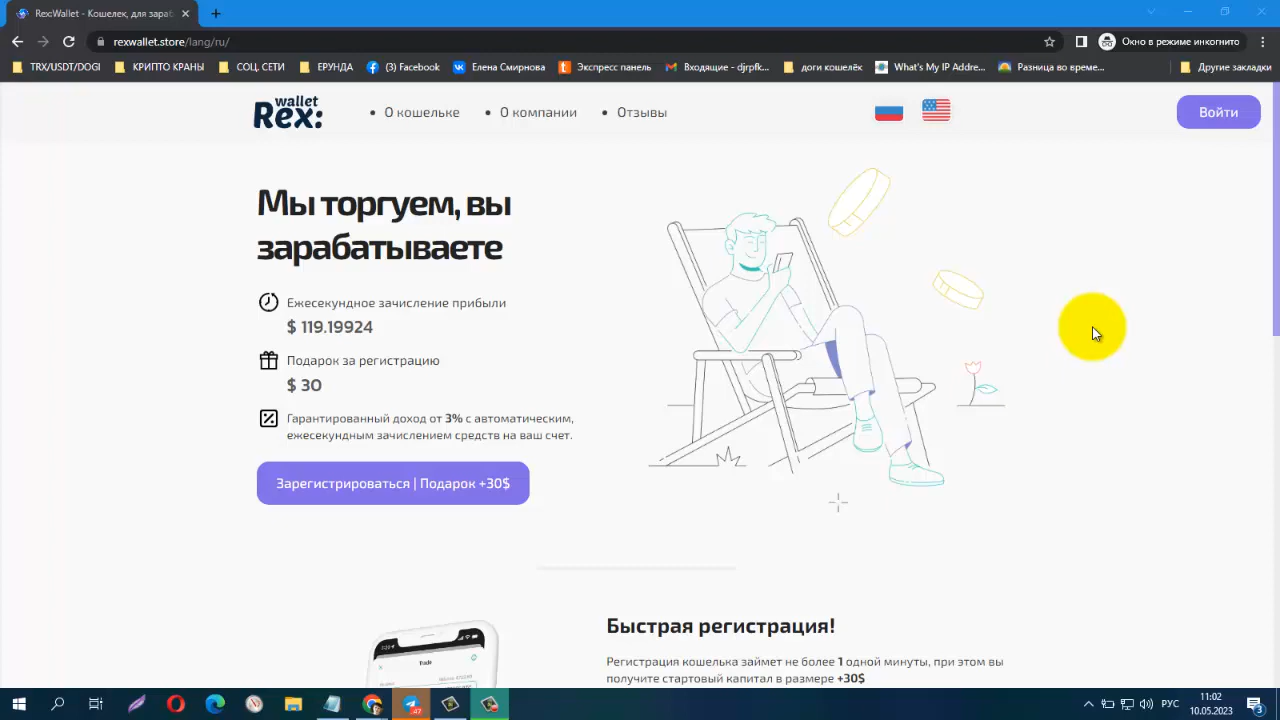 RexWallet - Кошелек, для зараб
rexwallet.store/lang/ru/
Окно в режиме инкогнито
TRX/USDT/DOGI
КРИПТО КРАНЫ
СОЦ. СЕТИ
ЕРУНДА
(3) Facebook
Елена Смирнова
Экспресс панель
Входящие - djrpfk...
доги кошелёк
What's My IP Addre...
Разница во време...
Другие закладки
wallet
Rex:
О кошельке
О компании
Отзывы
Войти
Мы торгуем, вы
зарабатываете
Ежесекундное зачисление прибыли
$ 119.19924
Подарок за регистрацию
$ 30
Гарантированный доход от 3% с автоматическим,
ежесекундным зачислением средств на ваш счет.
Зарегистрироваться | Подарок +30$
Быстрая регистрация!
Регистрация кошелька займет не более 1 одной минуты, при этом вы
получите стартовый капитал в размере +30$
Trade
47
РУС
11:02
10.05.2023
3